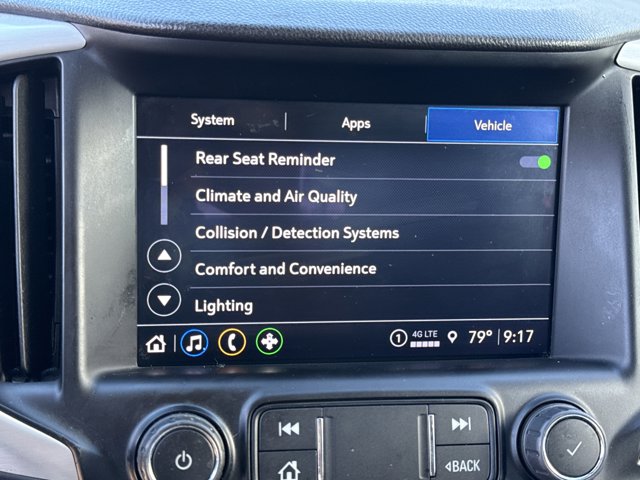 System Apps Vehicle
Rear Seat Reminder
Climate and Air Quality
Collision / Detection Systems
Comfort and Convenience
Lighting
1 4G LTE 79° 9:17
BACK